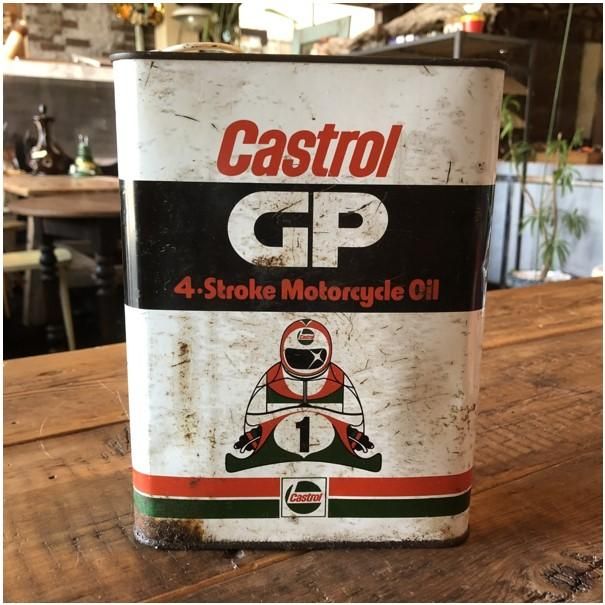 Castrol
GP
4-Stroke Motorcycle Oil
Castrol
1
Castrol